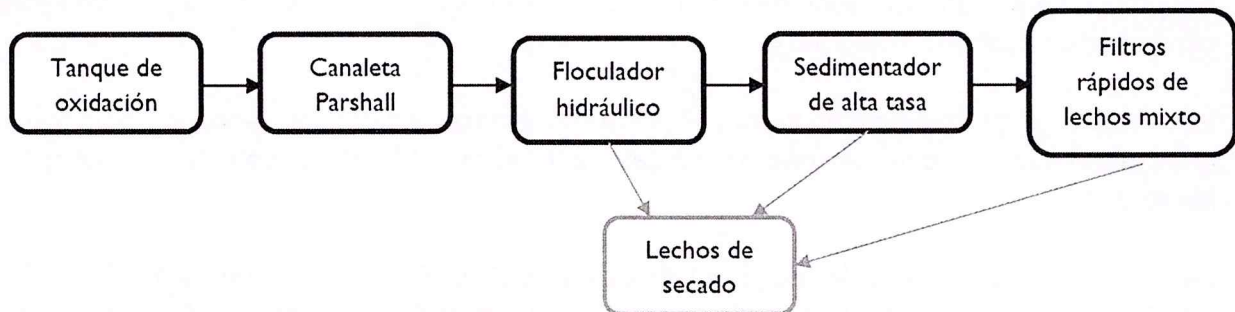 Tanque de
oxidación
Canaleta
Parshall
Floculador
hidráulico
Sedimentador
de alta tasa
Filtros
rápidos de
lechos mixto
Lechos de
secado